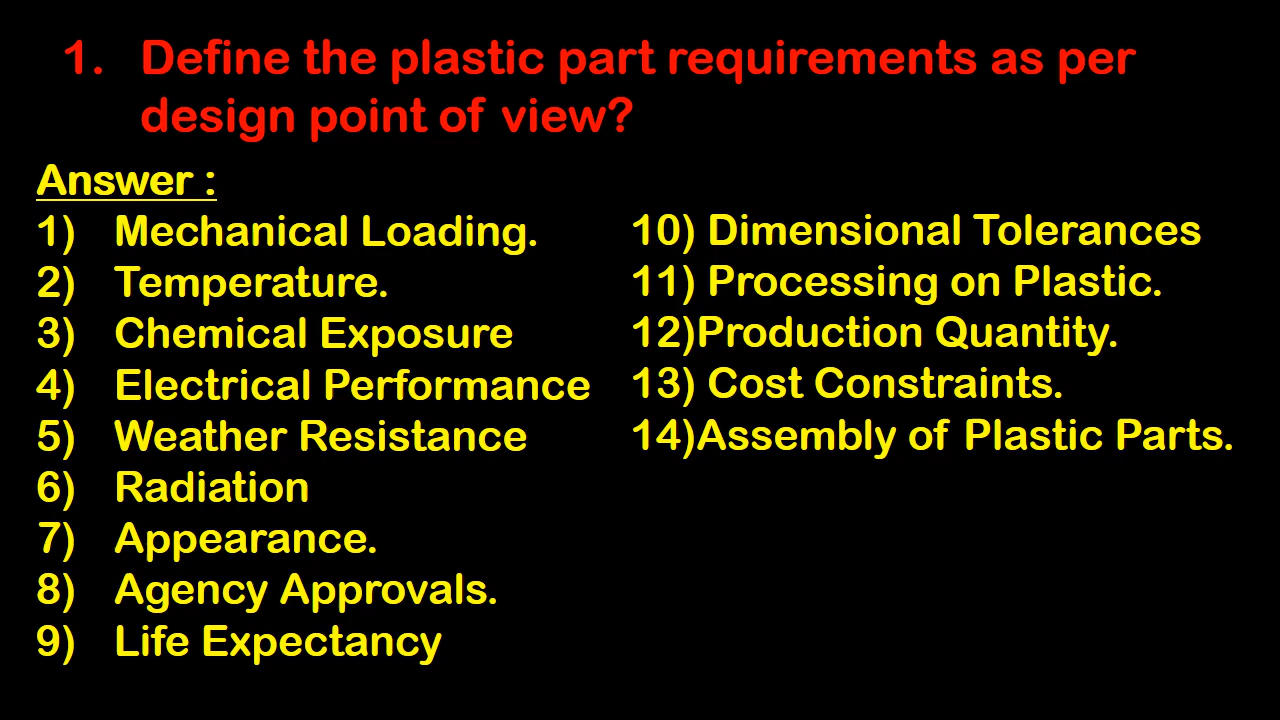 1. Define the plastic part requirements as per
design point of view?
Answer :
1) Mechanical Loading.
2) Temperature.
3) Chemical Exposure
4) Electrical Performance
5) Weather Resistance
6) Radiation
7) Appearance.
8) Agency Approvals.
9) Life Expectancy
10) Dimensional Tolerances
11) Processing on Plastic.
12)Production Quantity.
13) Cost Constraints.
14)Assembly of Plastic Parts.